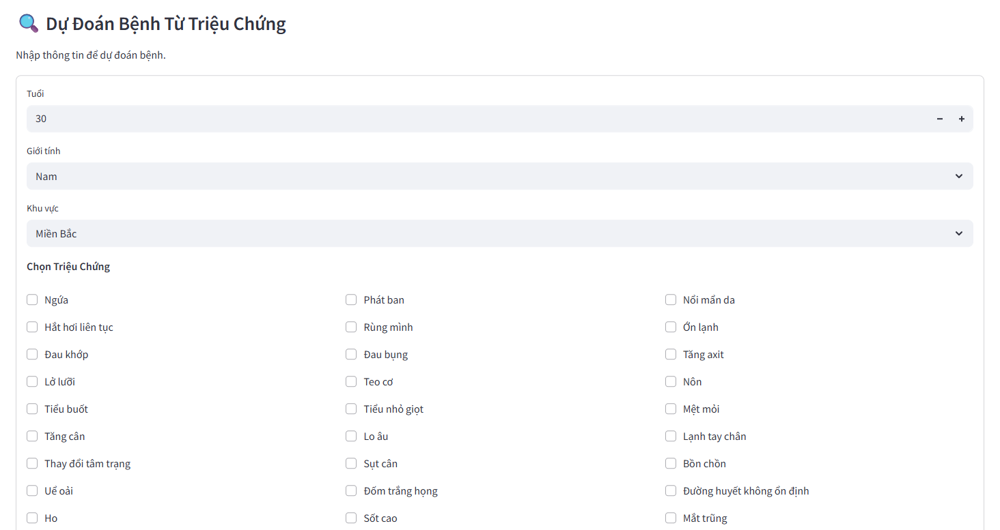 Dự Đoán Bệnh Từ Triệu Chứng
Nhập thông tin để dự đoán bệnh.
Tuổi
30
Giới tính
Nam
Khu vực
Miền Bắc
Chọn Triệu Chứng
Ngứa Phát ban Nổi mẩn da
Hắt hơi liên tục Rùng mình Ớn lạnh
Đau khớp Đau bụng Tăng axit
Lở lưỡi Teo cơ Nôn
Tiểu buốt Tiểu nhỏ giọt Mệt mỏi
Tăng cân Lo âu Lạnh tay chân
Thay đổi tâm trạng Sụt cân Bồn chồn
Uể oải Đốm trắng họng Đường huyết không ổn định
Ho Sốt cao Mắt trũng